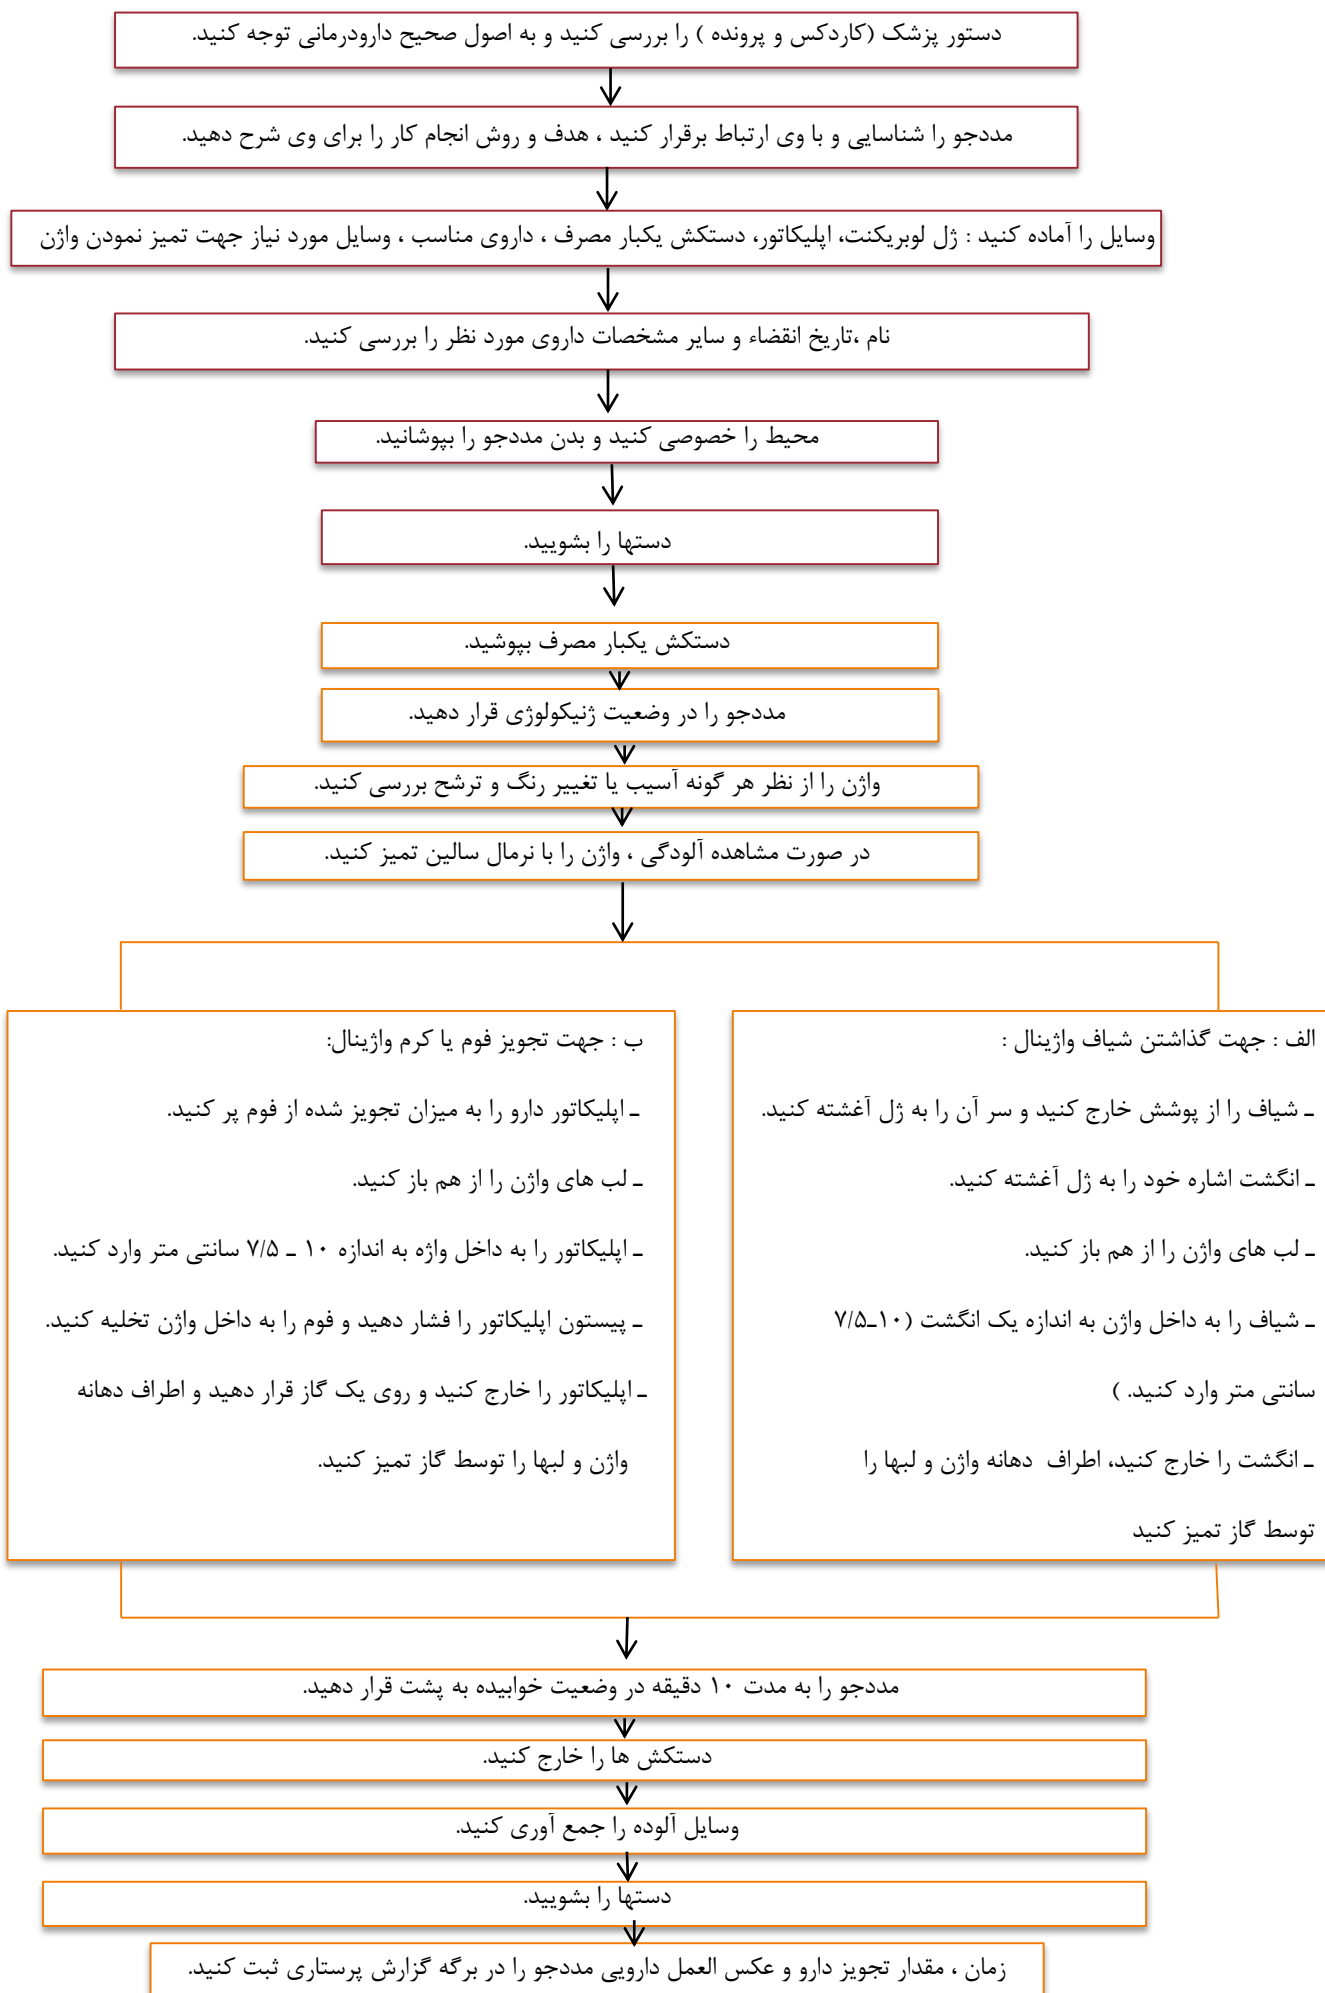 دستور پزشک (کاردکس و پرونده ) را بررسی کنید و به اصول صحیح دارودرمانی توجه کنید.
مددجو را شناسایی و با وی ارتباط برقرار کنید ، هدف و روش انجام کار را برای وی شرح دهید.
وسایل را آماده کنید : ژل لوبریکنت، اپلیکاتور، دستکش یکبار مصرف ، داروی مناسب ، وسایل مورد نیاز جهت تمیز نمودن واژن
نام ،تاریخ انقضاء و سایر مشخصات داروی مورد نظر را بررسی کنید.
محیط را خصوصی کنید و بدن مددجو را بپوشانید.
دستها را بشویید.
دستکش یکبار مصرف بپوشید.
مددجو را در وضعیت ژنیکولوژی قرار دهید.
واژن را از نظر هر گونه آسیب یا تغییر رنگ و ترشح بررسی کنید.
در صورت مشاهده آلودگی ، واژن را با نرمال سالین تمیز کنید.
الف : جهت گذاشتن شیاف واژینال :
ـ شیاف را از پوشش خارج کنید و سر آن را به ژل آغشته کنید.
ـ انگشت اشاره خود را به ژل آغشته کنید.
ـ لب های واژن را از هم باز کنید.
ـ شیاف را به داخل واژن به اندازه یک انگشت (۱۰ـ۷/۵
سانتی متر وارد کنید. )
ـ انگشت را خارج کنید، اطراف دهانه واژن و لبها را
توسط گاز تمیز کنید
ب : جهت تجویز فوم یا کرم واژینال:
ـ اپلیکاتور دارو را به میزان تجویز شده از فوم پر کنید.
ـ لب های واژن را از هم باز کنید.
ـ اپلیکاتور را به داخل واژه به اندازه ۱۰ ـ ۷/۵ سانتی متر وارد کنید.
ـ پیستون اپلیکاتور را فشار دهید و فوم را به داخل واژن تخلیه کنید.
ـ اپلیکاتور را خارج کنید و روی یک گاز قرار دهید و اطراف دهانه
واژن و لبها را توسط گاز تمیز کنید.
مددجو را به مدت ۱۰ دقیقه در وضعیت خوابیده به پشت قرار دهید.
دستکش ها را خارج کنید.
وسایل آلوده را جمع آوری کنید.
دستها را بشویید.
زمان ، مقدار تجویز دارو و عکس العمل دارویی مددجو را در برگه گزارش پرستاری ثبت کنید.